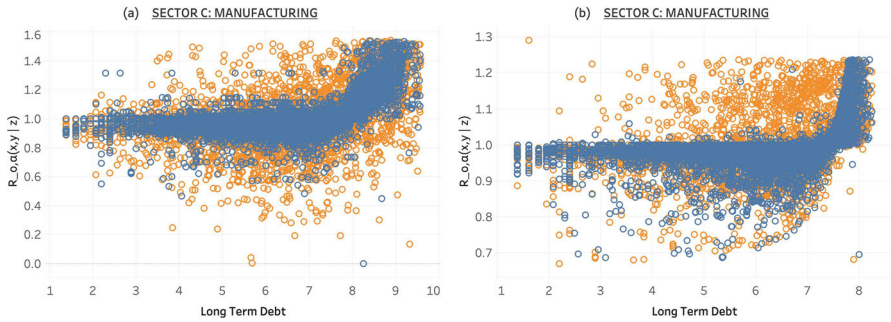 (a) SECTOR C: MANUFACTURING
R_o,α(x,y | z)
1.6
1.4
1.2
1.0
0.8
0.6
0.4
0.2
0.0
1 2 3 4 5 6 7 8 9 10
Long Term Debt
(b) SECTOR C: MANUFACTURING
R_o,α(x,y | z)
1.3
1.2
1.1
1.0
0.9
0.8
0.7
1 2 3 4 5 6 7 8
Long Term Debt